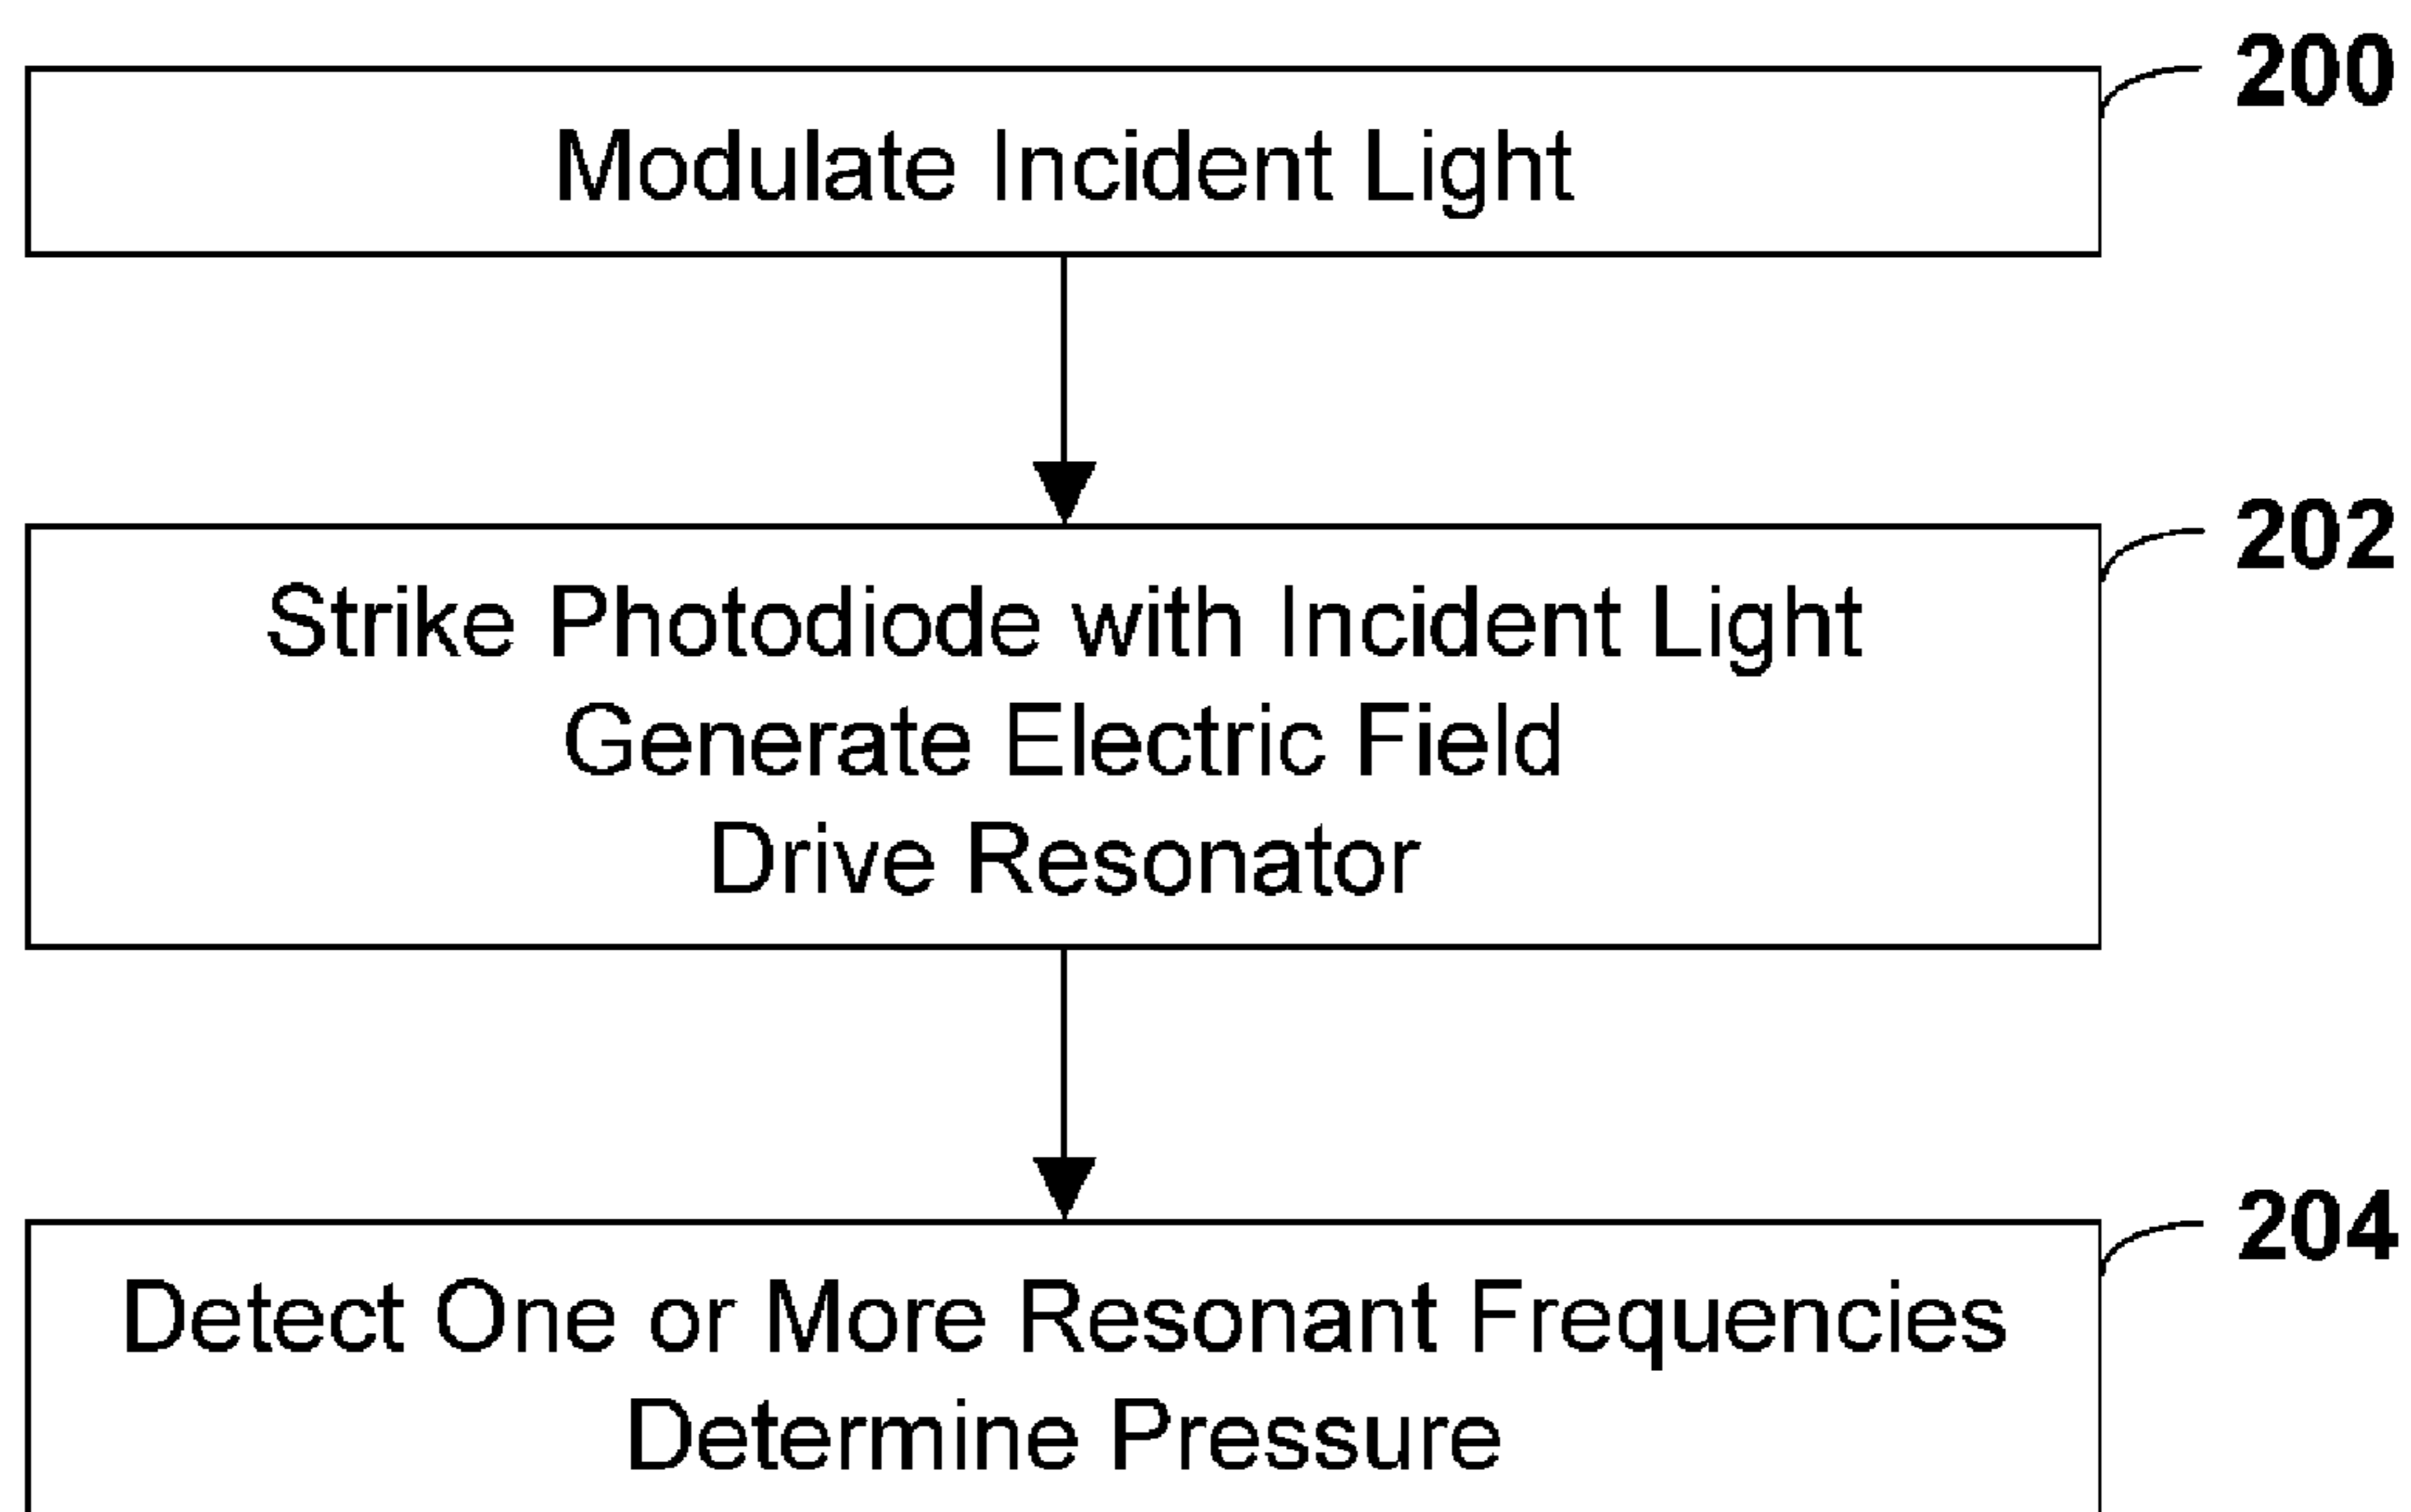 200
Modulate Incident Light
202
Strike Photodiode with Incident Light
Generate Electric Field
Drive Resonator
204
Detect One or More Resonant Frequencies
Determine Pressure